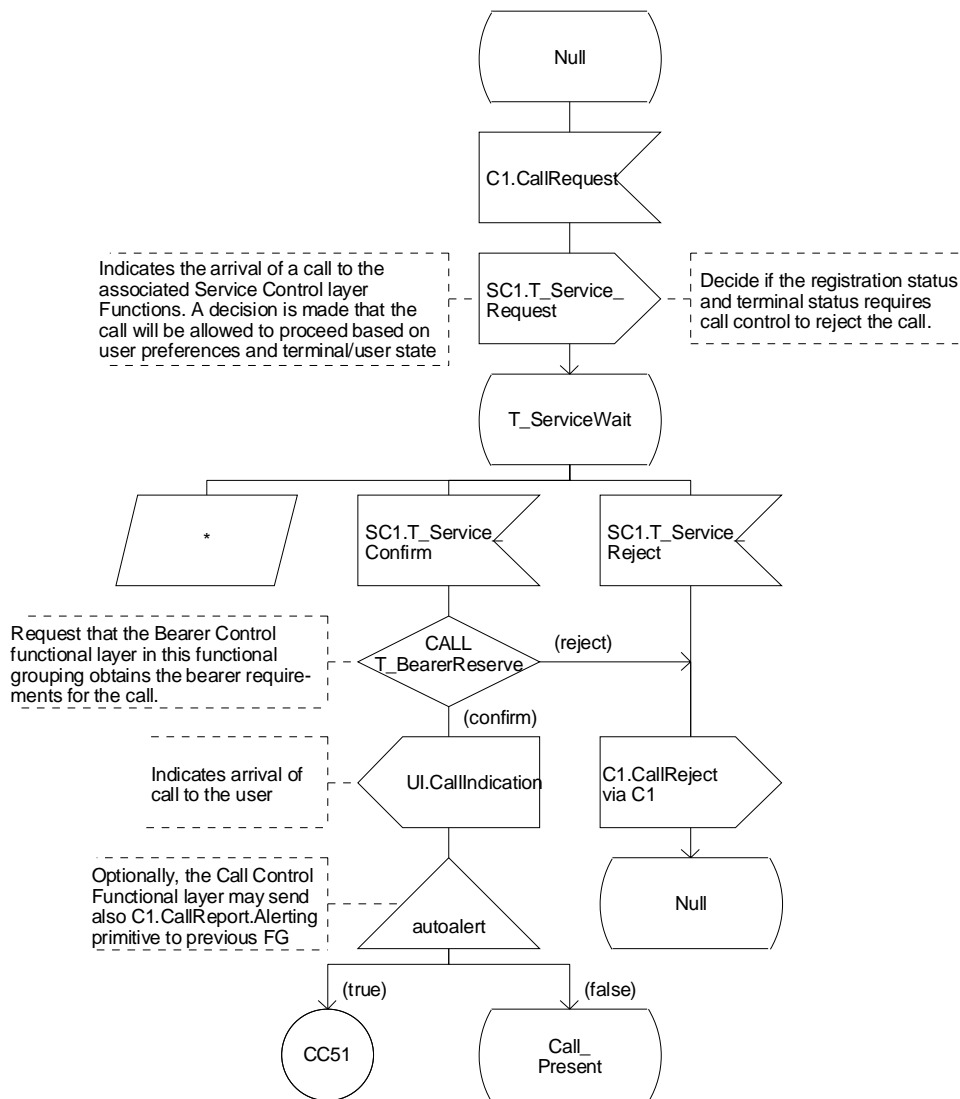 Null
C1.CallRequest
Indicates the arrival of a call to the
associated Service Control layer
Functions. A decision is made that the
call will be allowed to proceed based on
user preferences and terminal/user state
SC1.T_Service_
Request
Decide if the registration status
and terminal status requires
call control to reject the call.
T_ServiceWait
*
SC1.T_Service_
Confirm
SC1.T_Service_
Reject
Request that the Bearer Control
functional layer in this functional
grouping obtains the bearer require-
ments for the call.
CALL
T_BearerReserve
(reject)
(confirm)
Indicates arrival of
call to the user
UI.CallIndication
C1.CallReject
via C1
Optionally, the Call Control
Functional layer may send
also C1.CallReport.Alerting
primitive to previous FG
autoalert
Null
(true)
(false)
CC51
Call_
Present